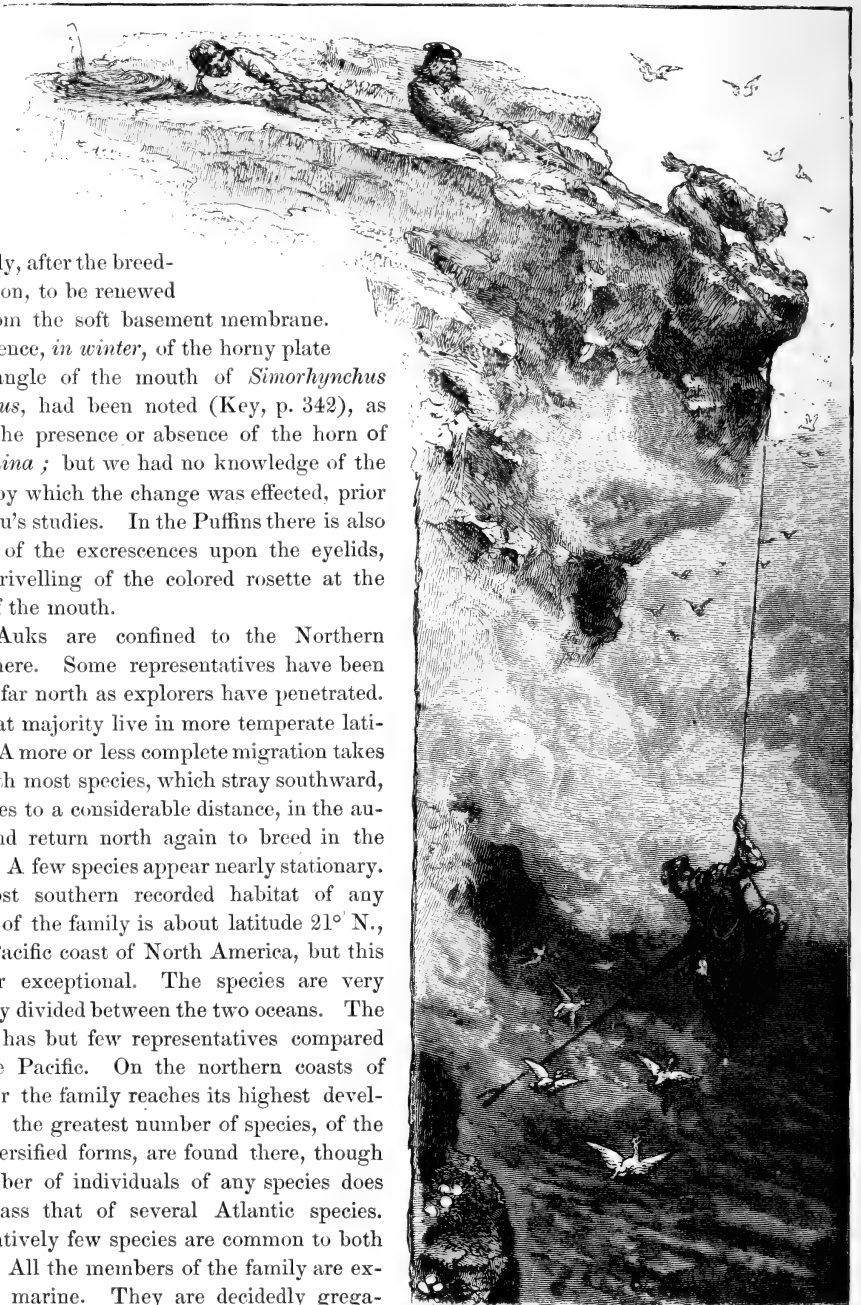 ly, after the breed-
on, to be renewed
om the soft basement membrane.
ence, in winter, of the horny plate
angle of the mouth of Simorhynchus
us, had been noted (Key, p. 342), as
he presence or absence of the horn of
ina ; but we had no knowledge of the
by which the change was effected, prior
u's studies. In the Puffins there is also
of the excrescences upon the eyelids,
rivelling of the colored rosette at the
f the mouth.
Auks are confined to the Northern
here. Some representatives have been
far north as explorers have penetrated.
at majority live in more temperate lati-
A more or less complete migration takes
h most species, which stray southward,
es to a considerable distance, in the au-
nd return north again to breed in the
A few species appear nearly stationary.
ost southern recorded habitat of any
of the family is about latitude 21° N.,
Pacific coast of North America, but this
r exceptional. The species are very
y divided between the two oceans. The
has but few representatives compared
e Pacific. On the northern coasts of
r the family reaches its highest devel-
the greatest number of species, of the
ersified forms, are found there, though
ber of individuals of any species does
ass that of several Atlantic species.
atively few species are common to both
All the members of the family are ex-
marine. They are decidedly grega-